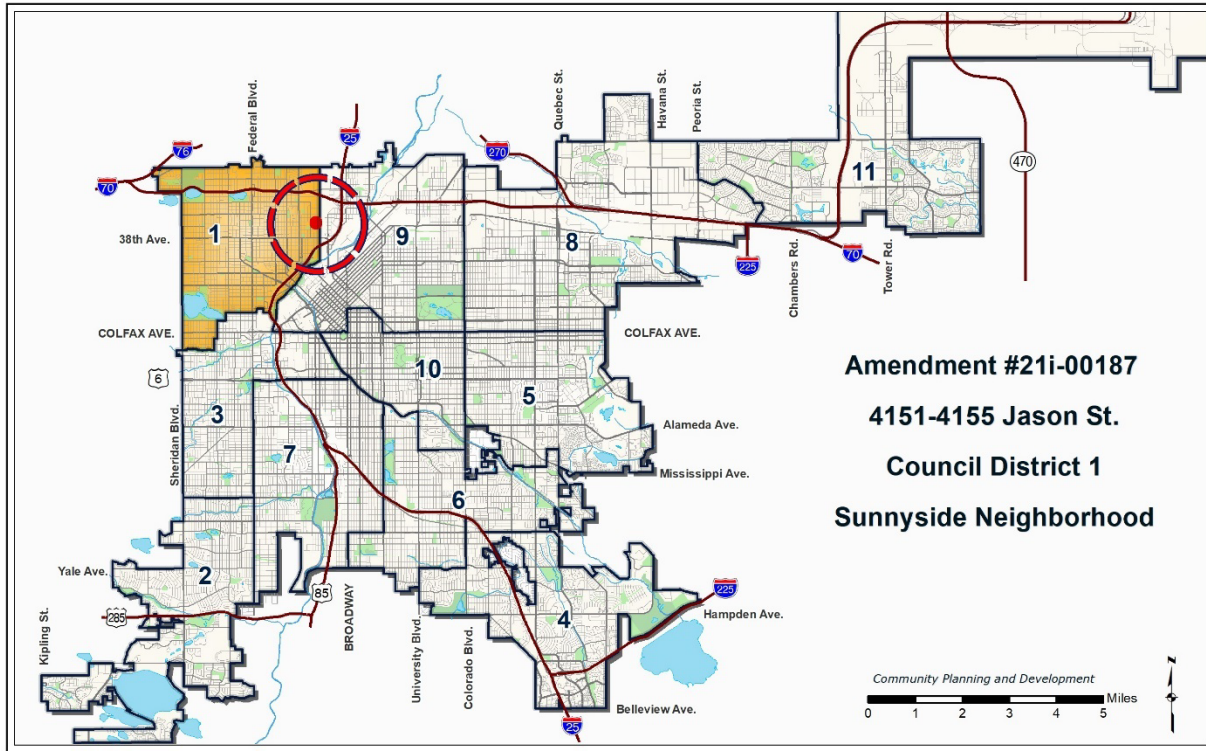 Federal Blvd.
Quebec St.
Havana St.
Peoria St.
76
25
270
70
470
11
1
9
8
38th Ave.
225
Chambers Rd.
70
Tower Rd.
COLFAX AVE.
COLFAX AVE.
6
10
5
3
Sheridan Blvd.
7
Alameda Ave.
Mississippi Ave.
6
Amendment #21i-00187
4151-4155 Jason St.
Council District 1
Sunnyside Neighborhood
Yale Ave.
2
85
BROADWAY
University Blvd.
Colorado Blvd.
4
225
Hampden Ave.
285
Kipling St.
25
Belleview Ave.
Community Planning and Development
Miles
0 1 2 3 4 5
N